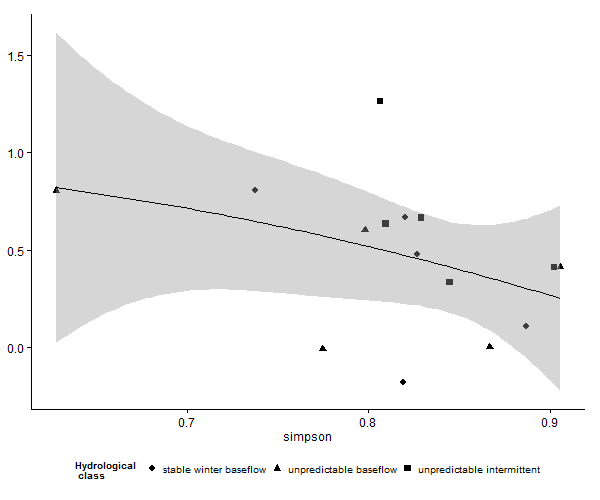 1.5
1.0
0.5
0.0
0.7 0.8 0.9
simpson
Hydrological
class
stable winter baseflow unpredictable baseflow unpredictable intermittent